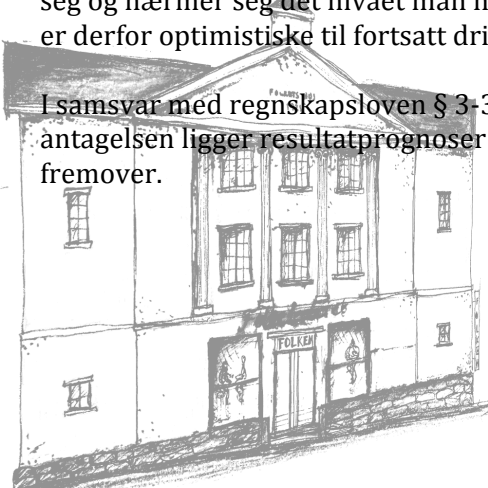 seg og nærmer seg det nivået man
er derfor optimistiske til fortsatt dri
I samsvar med regnskapsloven § 3-3
antagelsen ligger resultatprognoser
fremover.
FOLKEN